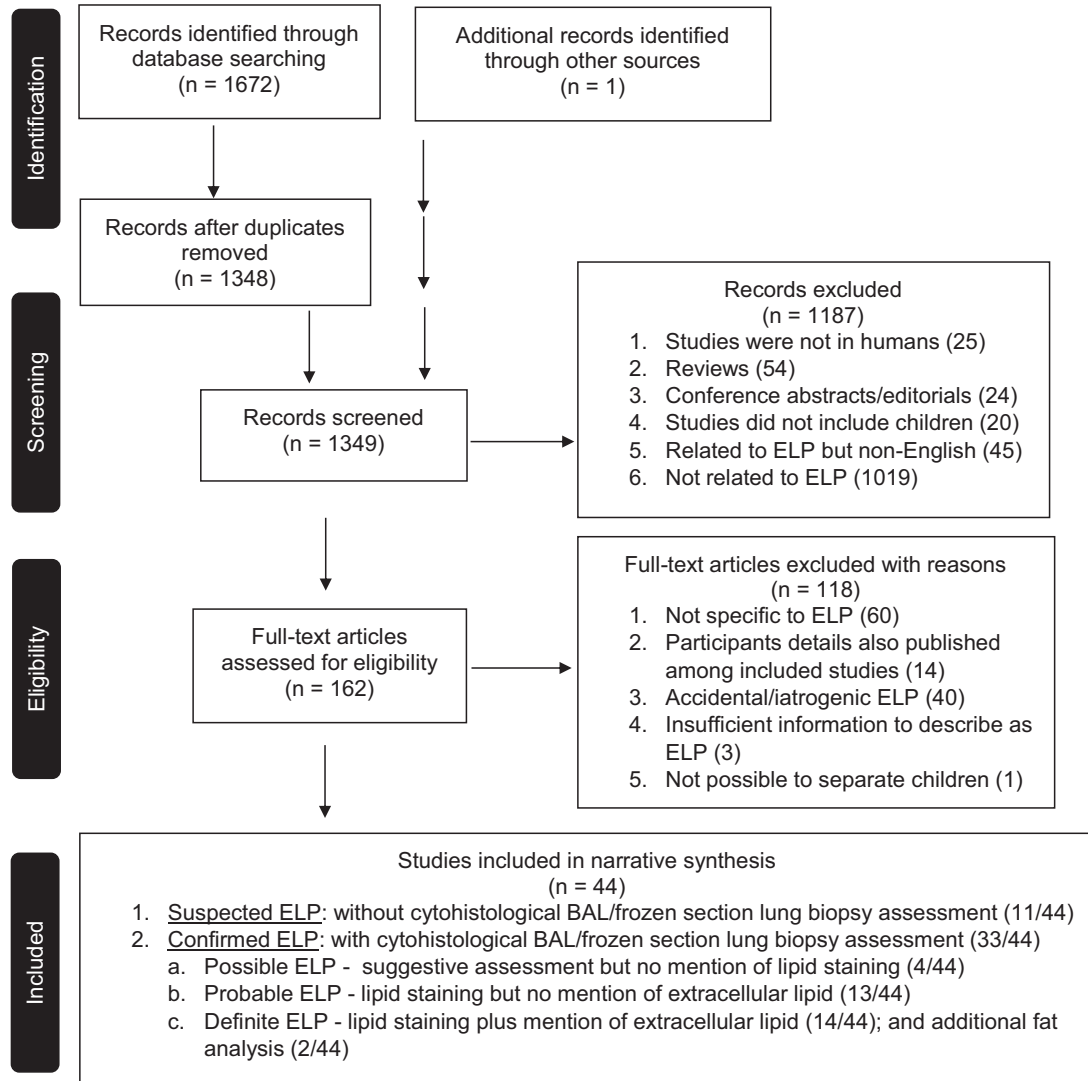 Identification
Records identified through
database searching
(n = 1672)
Additional records identified
through other sources
(n = 1)
Records after duplicates
removed
(n = 1348)
Screening
Records screened
(n = 1349)
Records excluded
(n = 1187)
1. Studies were not in humans (25)
2. Reviews (54)
3. Conference abstracts/editorials (24)
4. Studies did not include children (20)
5. Related to ELP but non-English (45)
6. Not related to ELP (1019)
Eligibility
Full-text articles
assessed for eligibility
(n = 162)
Full-text articles excluded with reasons
(n = 118)
1. Not specific to ELP (60)
2. Participants details also published
among included studies (14)
3. Accidental/iatrogenic ELP (40)
4. Insufficient information to describe as
ELP (3)
5. Not possible to separate children (1)
Included
Studies included in narrative synthesis
(n = 44)
1. Suspected ELP: without cytohistological BAL/frozen section lung biopsy assessment (11/44)
2. Confirmed ELP: with cytohistological BAL/frozen section lung biopsy assessment (33/44)
a. Possible ELP - suggestive assessment but no mention of lipid staining (4/44)
b. Probable ELP - lipid staining but no mention of extracellular lipid (13/44)
c. Definite ELP - lipid staining plus mention of extracellular lipid (14/44); and additional fat
analysis (2/44)